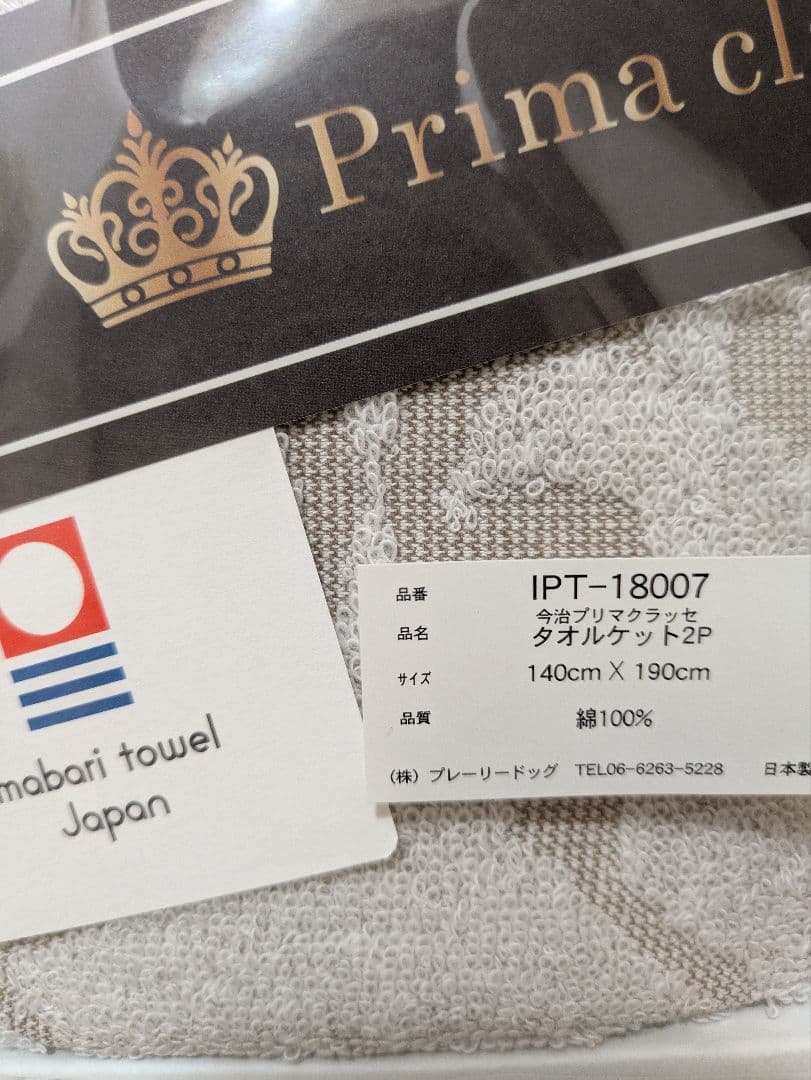 Prima cl
mabari towel
Japan
品番 IPT-18007
品名 今治プリマクラッセ
タオルケット2P
サイズ 140cm X 190cm
品質 綿100%
(株) プレーリードッグ TEL06-6263-5228 日本製